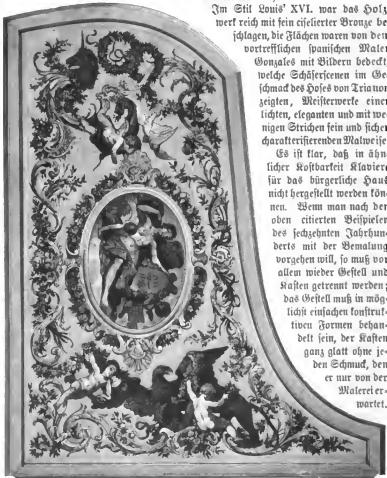 Im Stil Louis' XVI. war das Holz
werk reich mit fein ciselierter Bronze be
schlagen, die Flächen waren von dem
vortrefflichen spanischen Maler
Gonzales mit Bildern bedeckt
welche Schäferscenen im Ge
schmack des Hofes von Trianon
zeigten, Meisterwerke einer
lichten, eleganten und mit we
nigen Strichen fein und sicher
charakterisierenden Malweise
Es ist klar, daß in ähn
licher Kostbarkeit Klaviere
für das bürgerliche Haus
nicht hergestellt werden kön
nen. Wenn man nach den
oben citierten Beispielen
des sechzehnten Jahrhun
derts mit der Bemalung
vorgehen will, so muß vor
allem wieder Gestell und
Kasten getrennt werden;
das Gestell muß in mög
lichst einfachen konstruk
tiven Formen behan
delt sein, der Kasten
ganz glatt ohne je
den Schmuck, den
er nur von der
Malerei er
wartet.